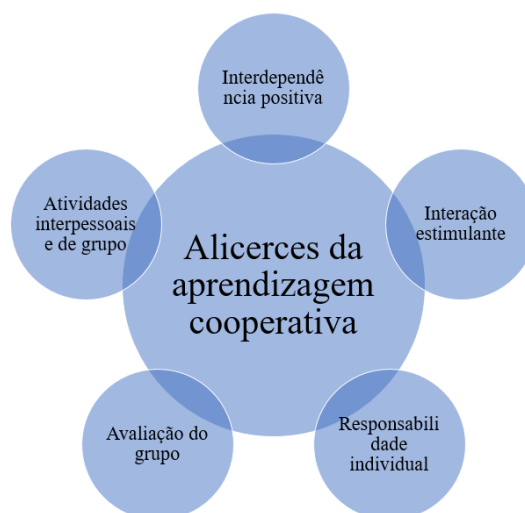 Interdependê
ncia positiva
Atividades
interpessoais
e de grupo
Interação
estimulante
Alicerces da
aprendizagem
cooperativa
Avaliação do
grupo
Responsabili
dade
individual